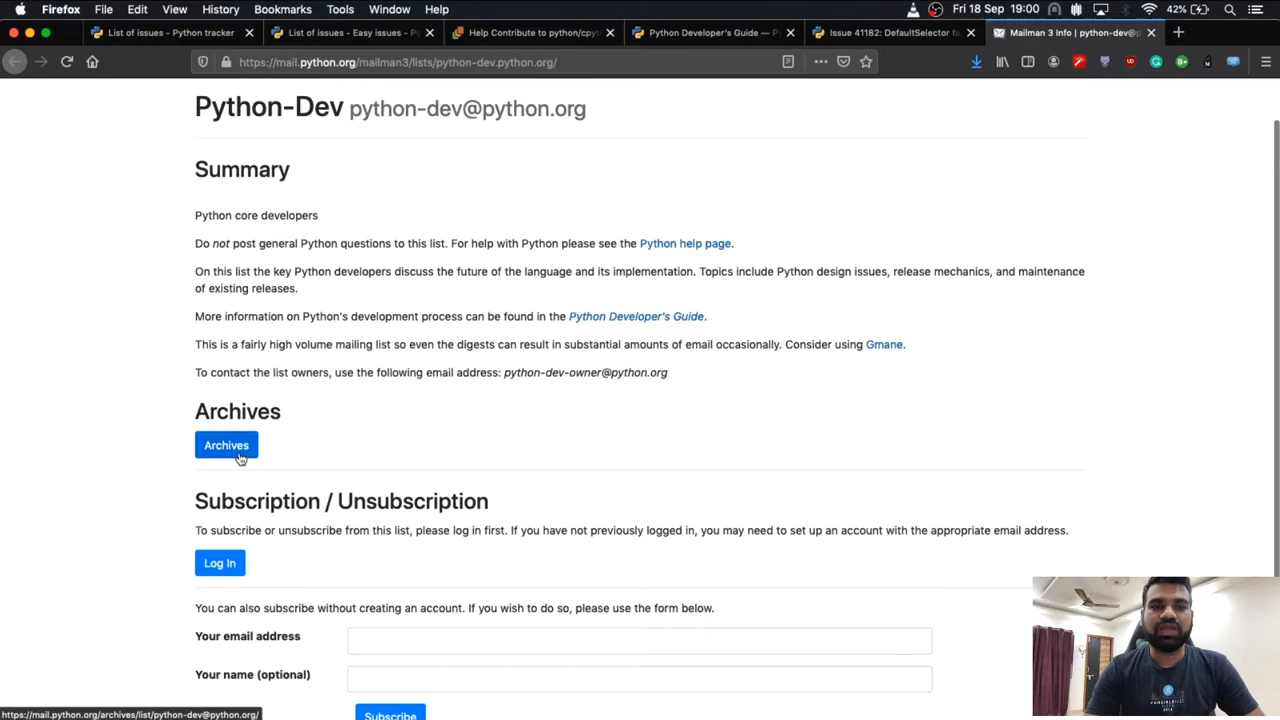 Firefox File Edit View History Bookmarks Tools Window Help Fri 18 Sep 19:00 42%
List of issues - Python tracker
List of issues - Easy issues - Py
Help Contribute to python/cpyt
Python Developer's Guide —
Issue 41182: DefaultSelector fa
Mailman 3 Info | python-dev@p
https://mail.python.org/mailman3/lists/python-dev.python.org/
Python-Dev python-dev@python.org
Summary
Python core developers
Do not post general Python questions to this list. For help with Python please see the Python help page.
On this list the key Python developers discuss the future of the language and its implementation. Topics include Python design issues, release mechanics, and maintenance
of existing releases.
More information on Python's development process can be found in the Python Developer's Guide.
This is a fairly high volume mailing list so even the digests can result in substantial amounts of email occasionally. Consider using Gmane.
To contact the list owners, use the following email address: python-dev-owner@python.org
Archives
Archives
Subscription / Unsubscription
To subscribe or unsubscribe from this list, please log in first. If you have not previously logged in, you may need to set up an account with the appropriate email address.
Log In
You can also subscribe without creating an account. If you wish to do so, please use the form below.
Your email address
Your name (optional)
Subscribe
https://mail.python.org/archives/list/python-dev@python.org/